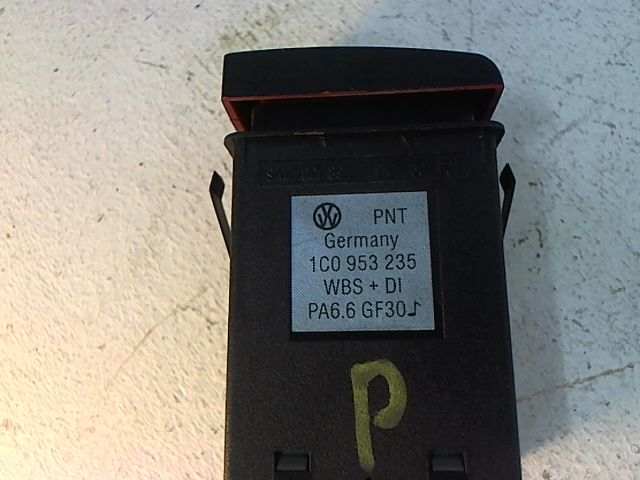 PNT
Germany
1C0 953 235
WBS + DI
PA6.6 GF30
P